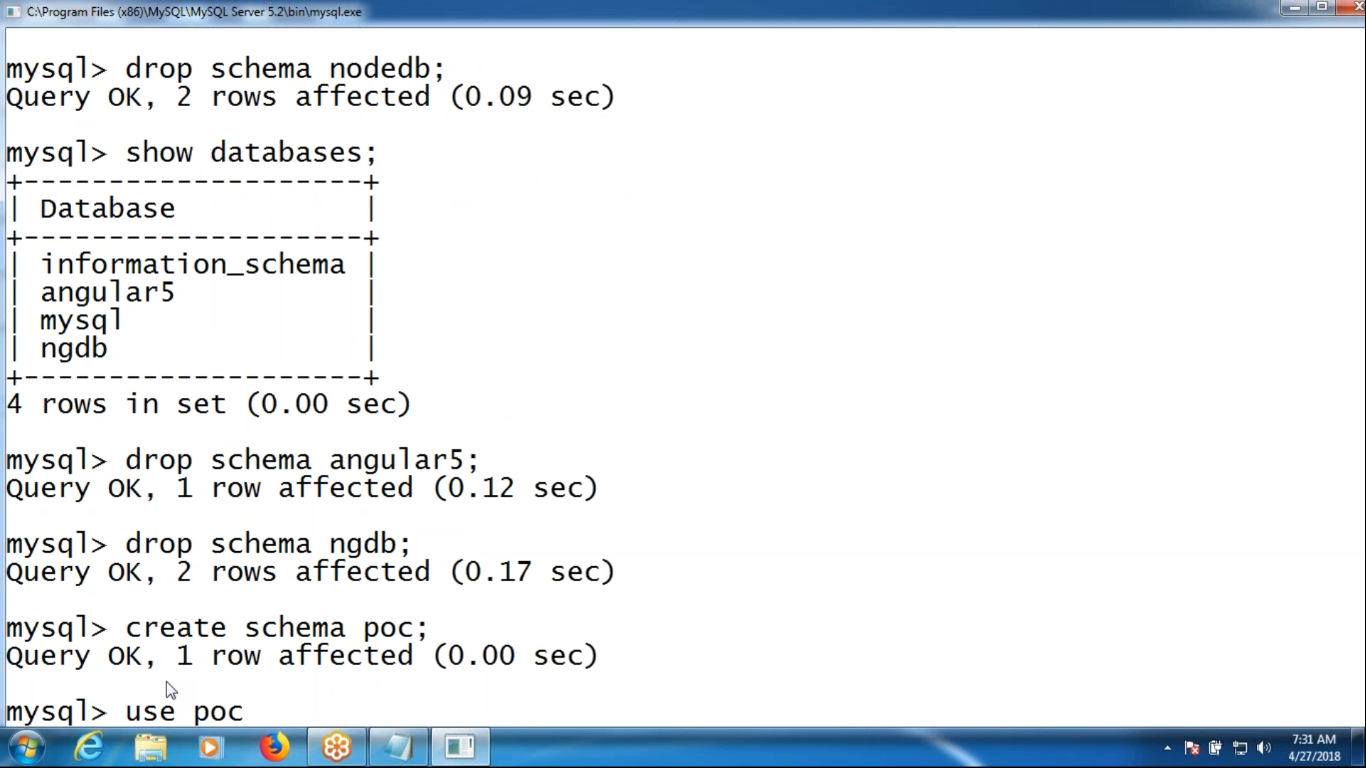 C:\Program Files (x86)\MySQL\MySQL Server 5.2\bin\mysql.exe
mysql> drop schema nodedb;
Query OK, 2 rows affected (0.09 sec)
mysql> show databases;
+--------------------+
| Database           |
+--------------------+
| information_schema |
| angular5           |
| mysql              |
| ngdb               |
+--------------------+
4 rows in set (0.00 sec)
mysql> drop schema angular5;
Query OK, 1 row affected (0.12 sec)
mysql> drop schema ngdb;
Query OK, 2 rows affected (0.17 sec)
mysql> create schema poc;
Query OK, 1 row affected (0.00 sec)
mysql> use poc
7:31 AM
4/27/2018